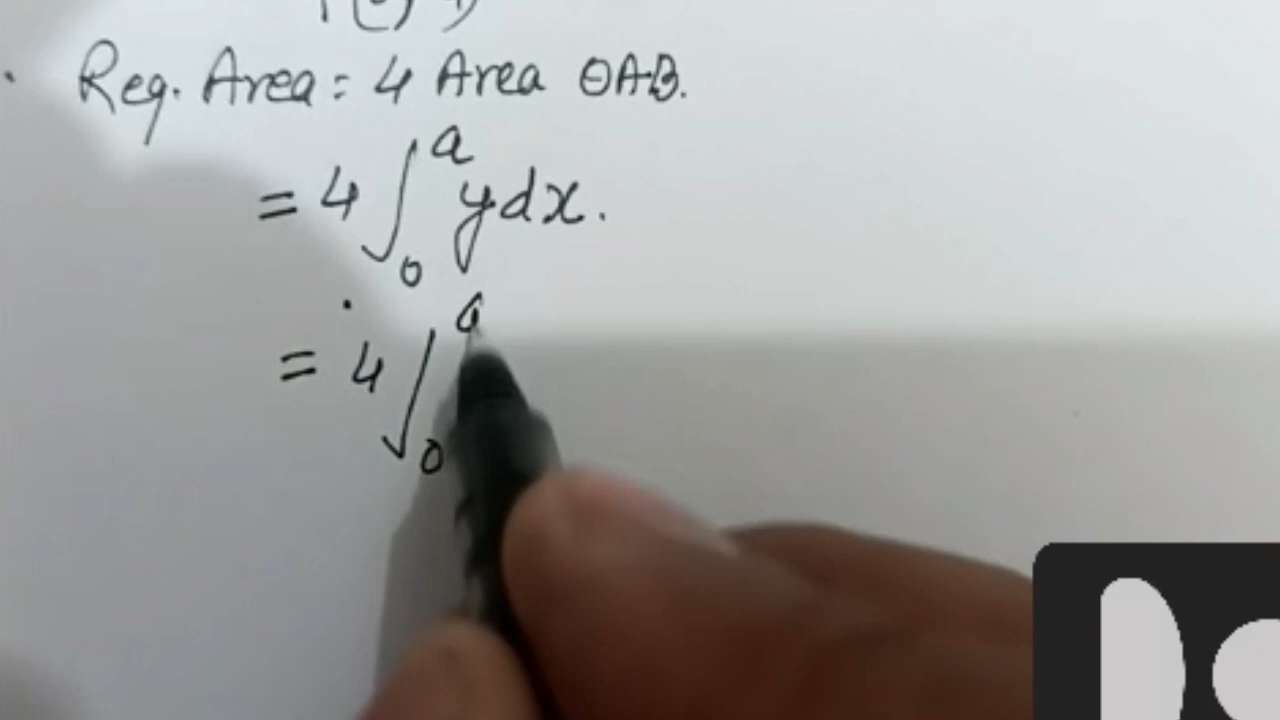 Req. Area = 4 Area OAB.
= 4 ∫₀ᵃ y dx.
= 4 ∫₀ᵃ